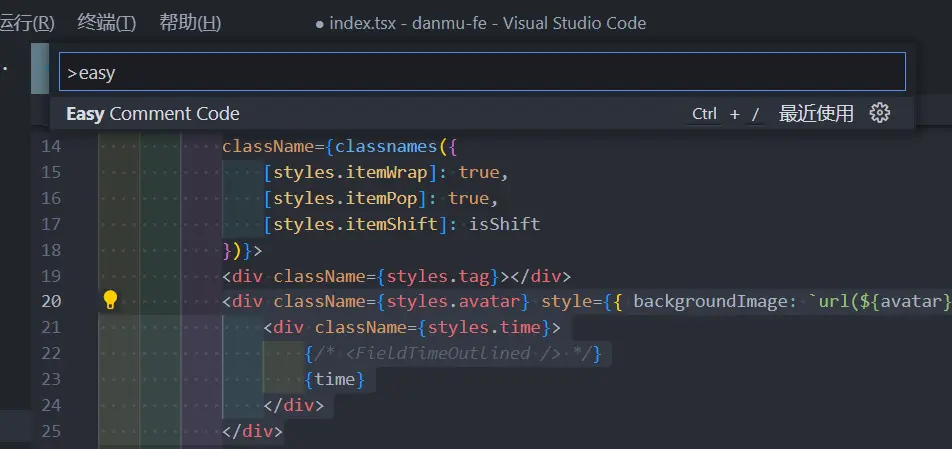 运行(R) 终端(T) 帮助(H) ● index.tsx - danmu-fe - Visual Studio Code
>easy
Easy Comment Code Ctrl + / 最近使用
14 className={classnames({
15 [styles.itemWrap]: true,
16 [styles.itemPop]: true,
17 [styles.itemShift]: isShift
18 })}>
19 <div className={styles.tag}></div>
20 <div className={styles.avatar} style={{ backgroundImage: `url(${avatar}
21 <div className={styles.time}>
22 {/* <FieldTimeOutlined /> */}
23 {time}
24 </div>
25 </div>